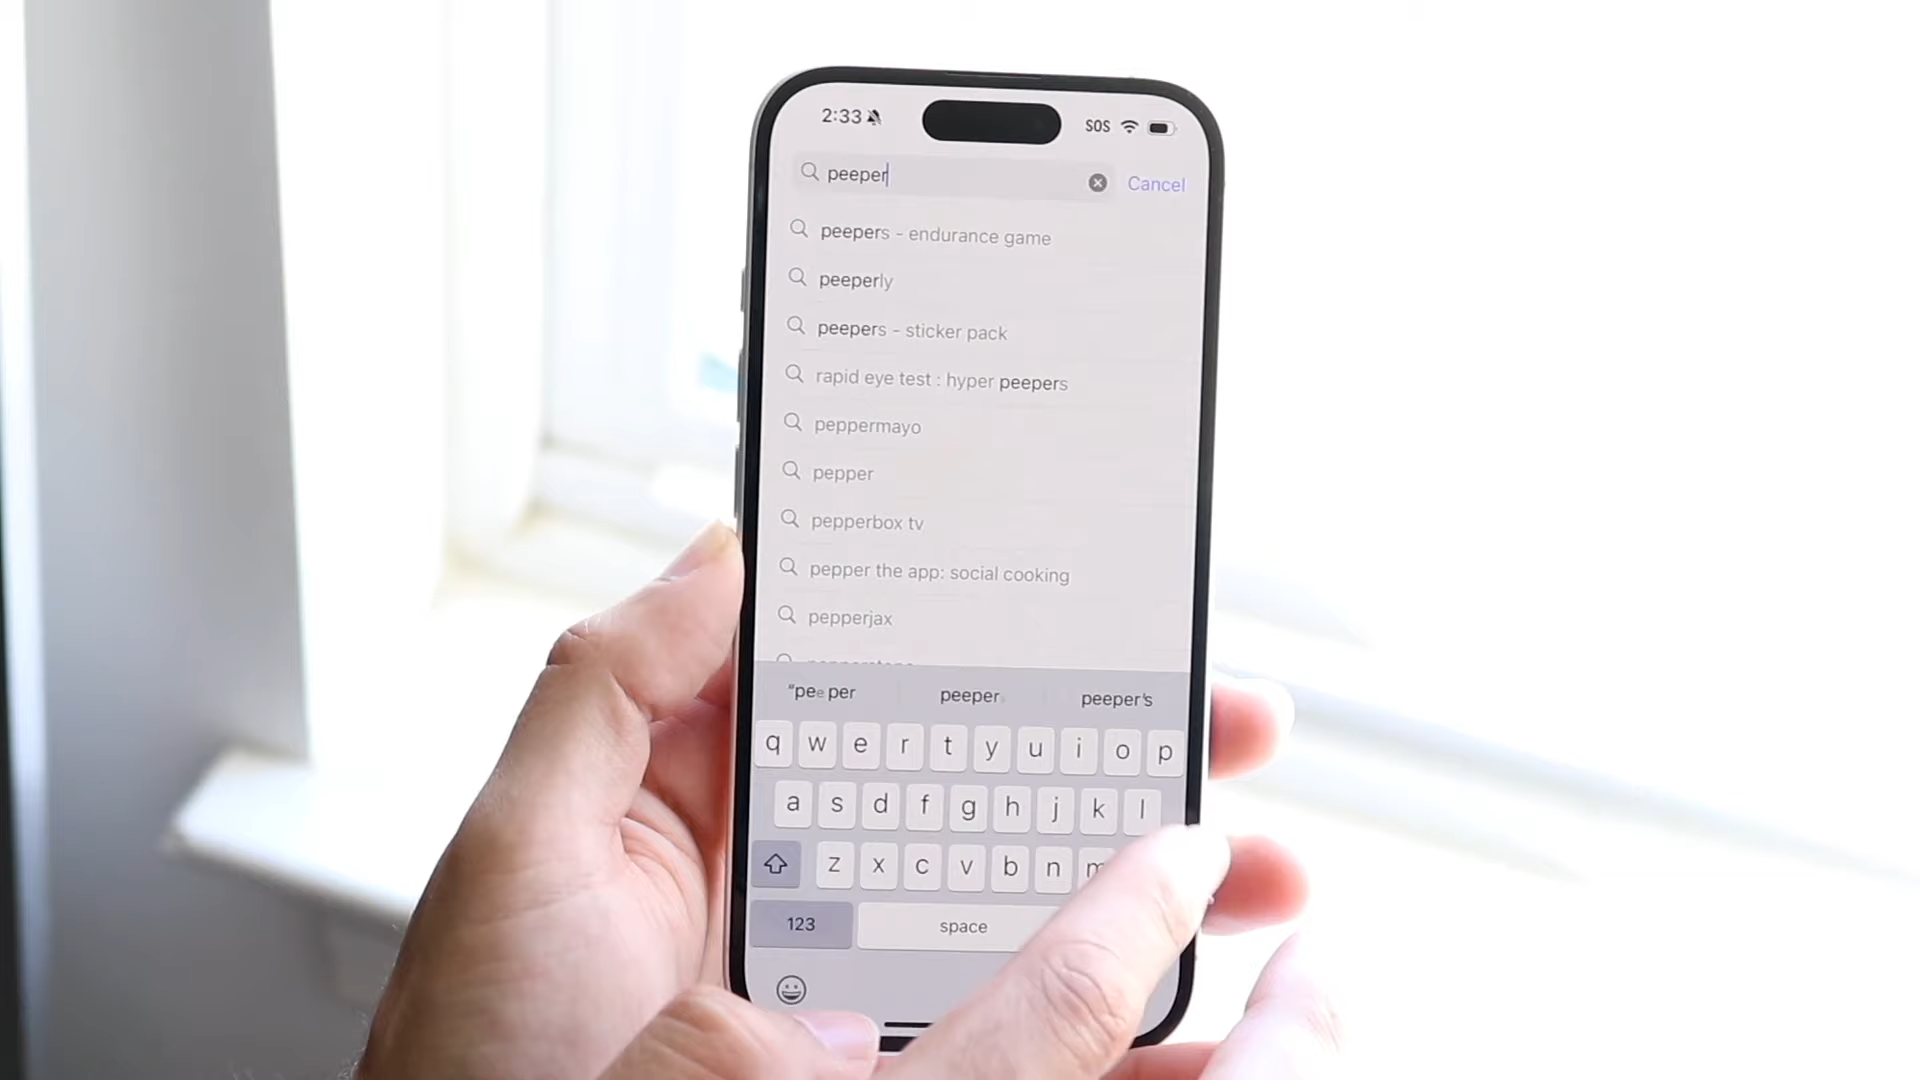 2:33 SOS
peeper Cancel
peepers - endurance game
peeperly
peepers - sticker pack
rapid eye test : hyper peepers
peppermayo
pepper
pepperbox tv
pepper the app: social cooking
pepperjax
peeper peeper's
q w e r t y u i o p
a s d f g h j k l
z x c v b n m
123 space